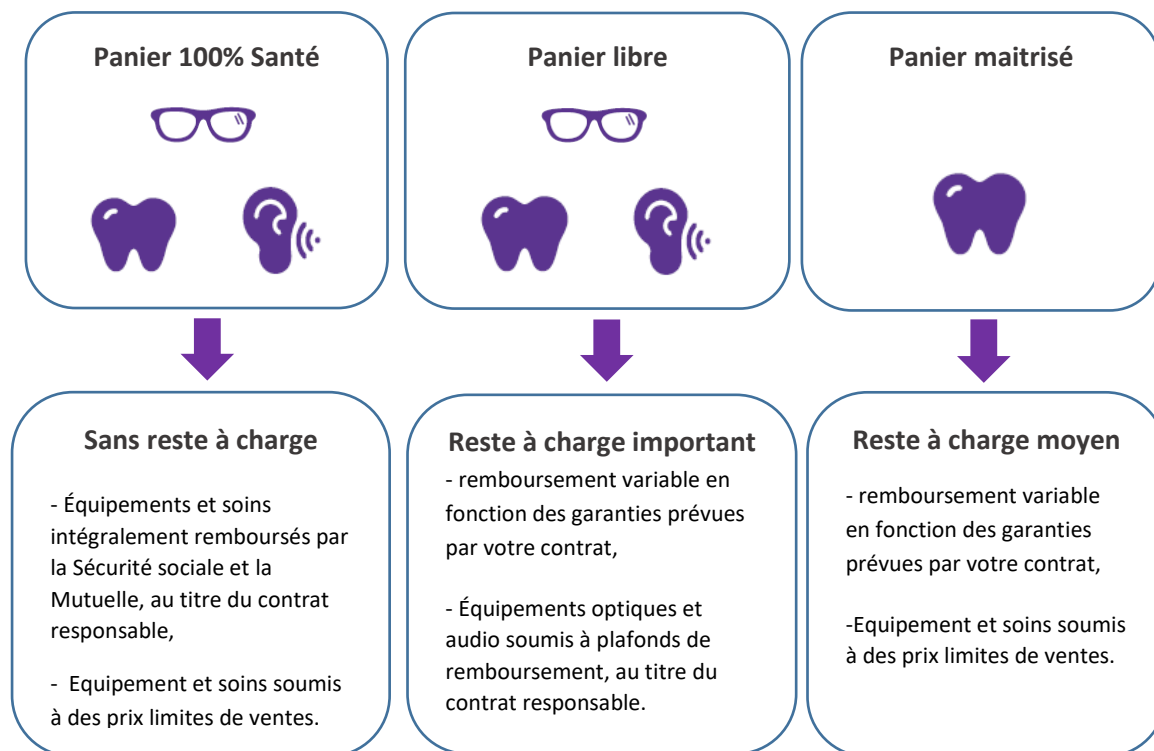 Panier 100% Santé
Panier libre
Panier maitrisé
Sans reste à charge
- Équipements et soins
intégralement remboursés par
la Sécurité sociale et la
Mutuelle, au titre du contrat
responsable,
- Equipement et soins soumis
à des prix limites de ventes.
Reste à charge important
- remboursement variable en
fonction des garanties prévues
par votre contrat,
- Équipements optiques et
audio soumis à plafonds de
remboursement, au titre du
contrat responsable.
Reste à charge moyen
- remboursement variable
en fonction des garanties
prévues par votre contrat,
-Equipement et soins soumis
à des prix limites de ventes.